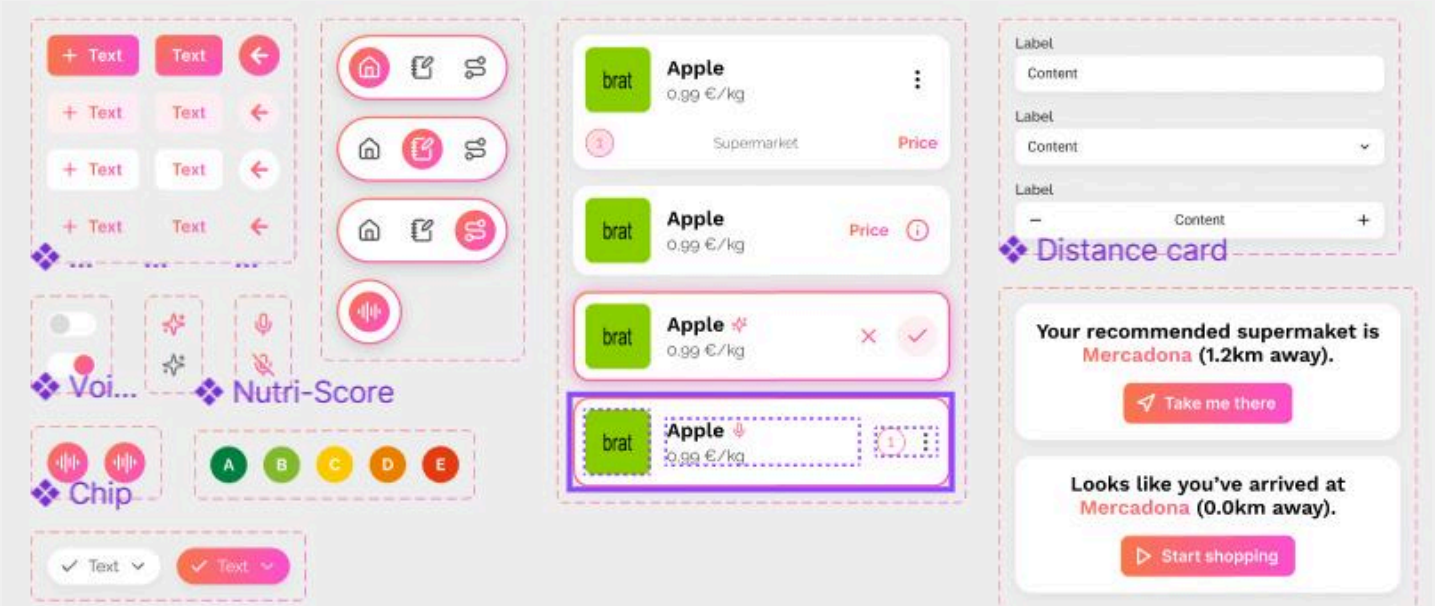 + Text
Text
+ Text
Text
+ Text
Text
+ Text
Text
...
...
...
Voi...
Nutri-Score
A
B
C
D
E
Chip
Text
Text
brat
Apple
0.99 €/kg
1
Supermarket
Price
brat
Apple
0.99 €/kg
Price
brat
Apple
0.99 €/kg
brat
Apple
0.99 €/kg
1
Label
Content
Label
Content
Label
− Content +
Distance card
Your recommended supermaket is
Mercadona (1.2km away).
Take me there
Looks like you've arrived at
Mercadona (0.0km away).
Start shopping